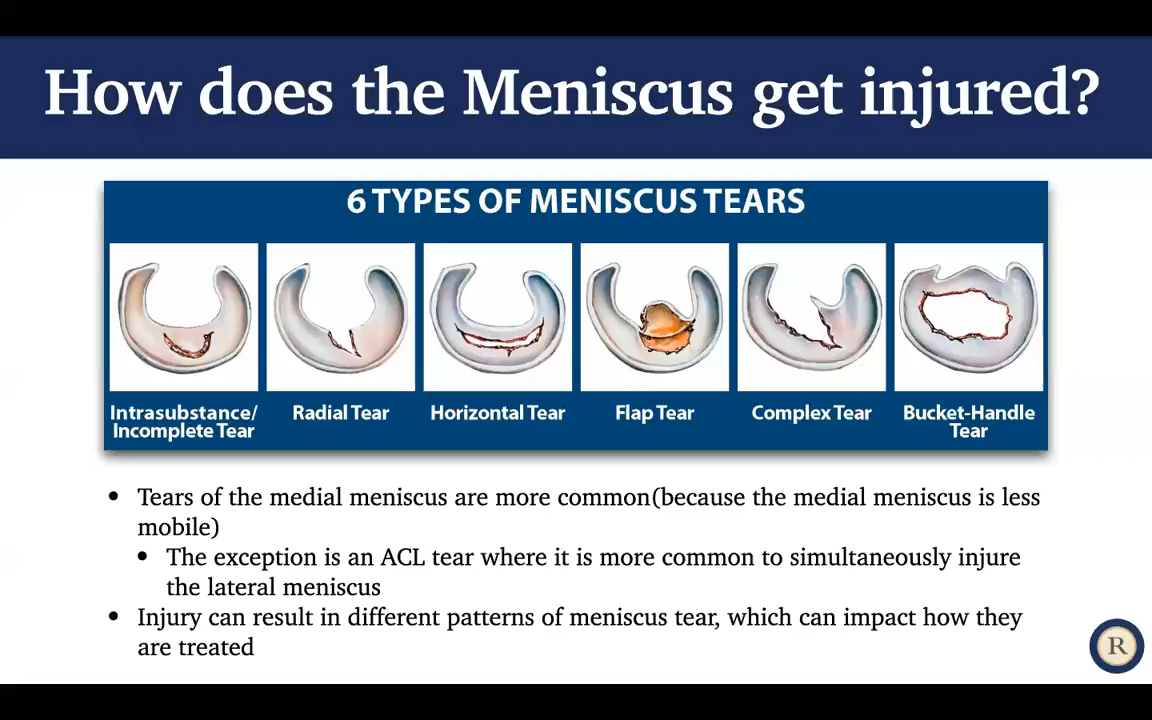 How does the Meniscus get injured?
6 TYPES OF MENISCUS TEARS
Intrasubstance/
Incomplete Tear
Radial Tear
Horizontal Tear
Flap Tear
Complex Tear
Bucket-Handle
Tear
• Tears of the medial meniscus are more common(because the medial meniscus is less
mobile)
• The exception is an ACL tear where it is more common to simultaneously injure
the lateral meniscus
• Injury can result in different patterns of meniscus tear, which can impact how they
are treated
R